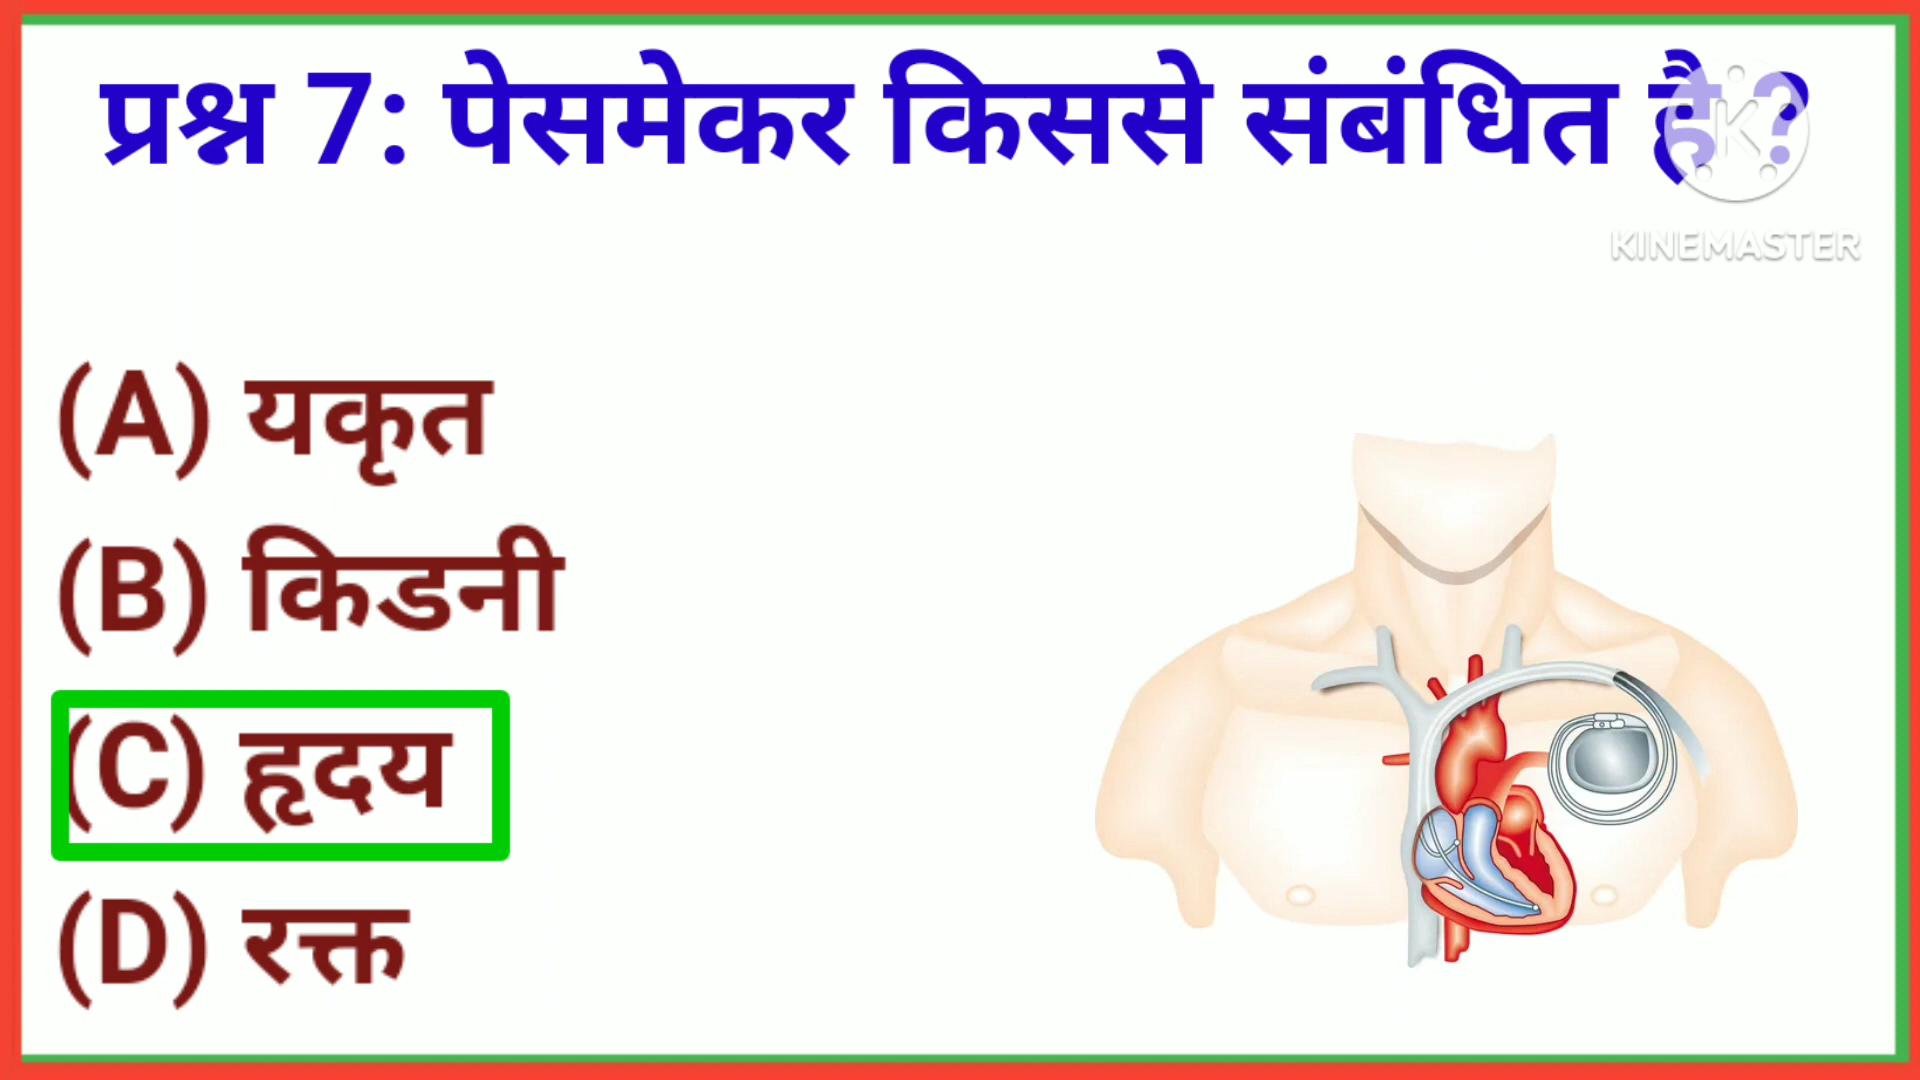 प्रश्न 7: पेसमेकर किससे संबंधित है ?
K
KINEMASTER
(A) यकृत
(B) किडनी
(C) हृदय
(D) रक्त